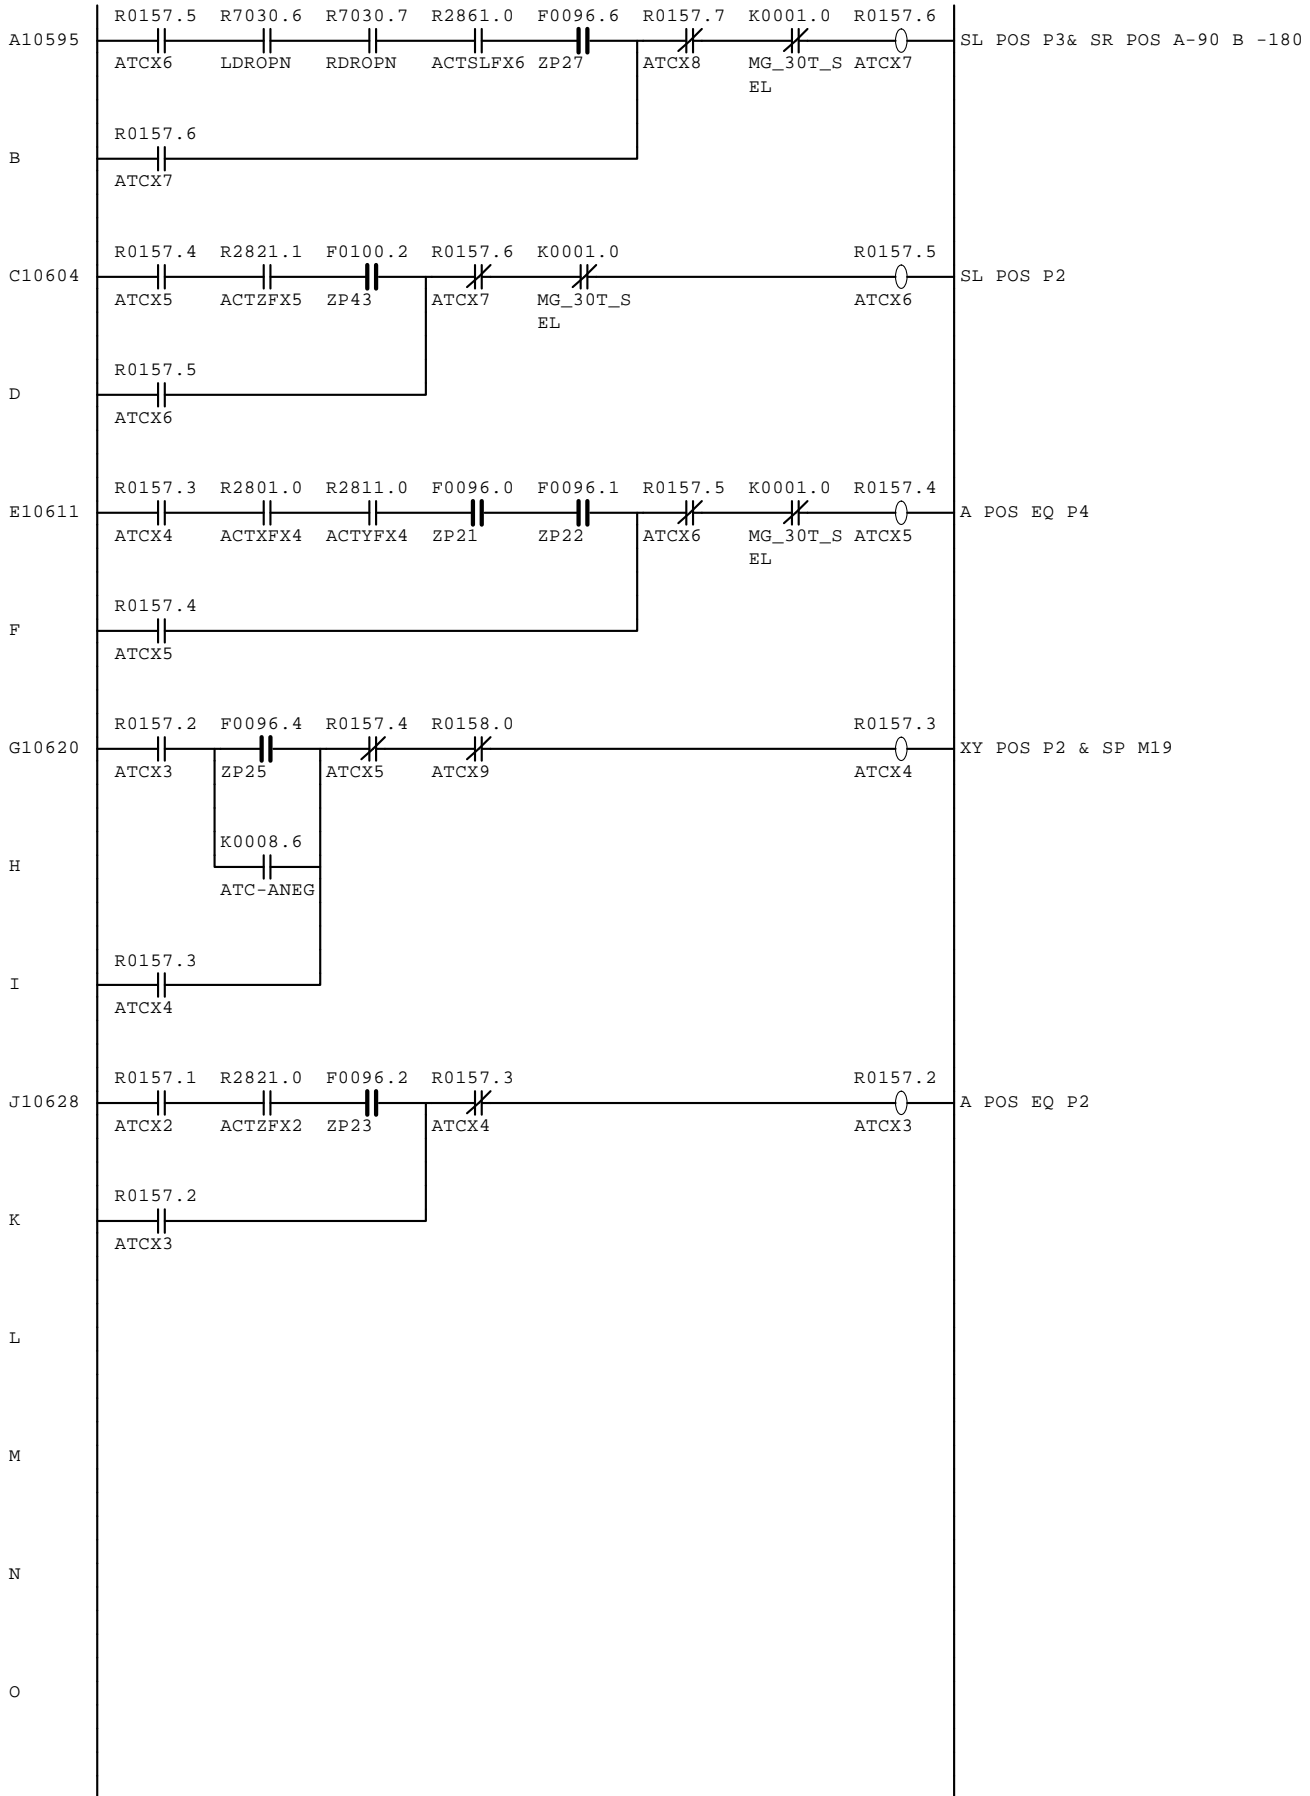 R0157.5 R7030.6 R7030.7 R2861.0 F0096.6 R0157.7 K0001.0 R0157.6
A10595 SL POS P3& SR POS A-90 B -180
ATCX6 LDROPN RDROPN ACTSLFX6 ZP27 ATCX8 MG_30T_S ATCX7
EL
R0157.6
B
ATCX7
R0157.4 R2821.1 F0100.2 R0157.6 K0001.0 R0157.5
C10604 SL POS P2
ATCX5 ACTZFX5 ZP43 ATCX7 MG_30T_S ATCX6
EL
R0157.5
D
ATCX6
R0157.3 R2801.0 R2811.0 F0096.0 F0096.1 R0157.5 K0001.0 R0157.4
E10611 A POS EQ P4
ATCX4 ACTXFX4 ACTYFX4 ZP21 ZP22 ATCX6 MG_30T_S ATCX5
EL
R0157.4
F
ATCX5
R0157.2 F0096.4 R0157.4 R0158.0 R0157.3
G10620 XY POS P2 & SP M19
ATCX3 ZP25 ATCX5 ATCX9 ATCX4
K0008.6
H
ATC-ANEG
R0157.3
I
ATCX4
R0157.1 R2821.0 F0096.2 R0157.3 R0157.2
J10628 A POS EQ P2
ATCX2 ACTZFX2 ZP23 ATCX4 ATCX3
R0157.2
K
ATCX3
L
M
N
O